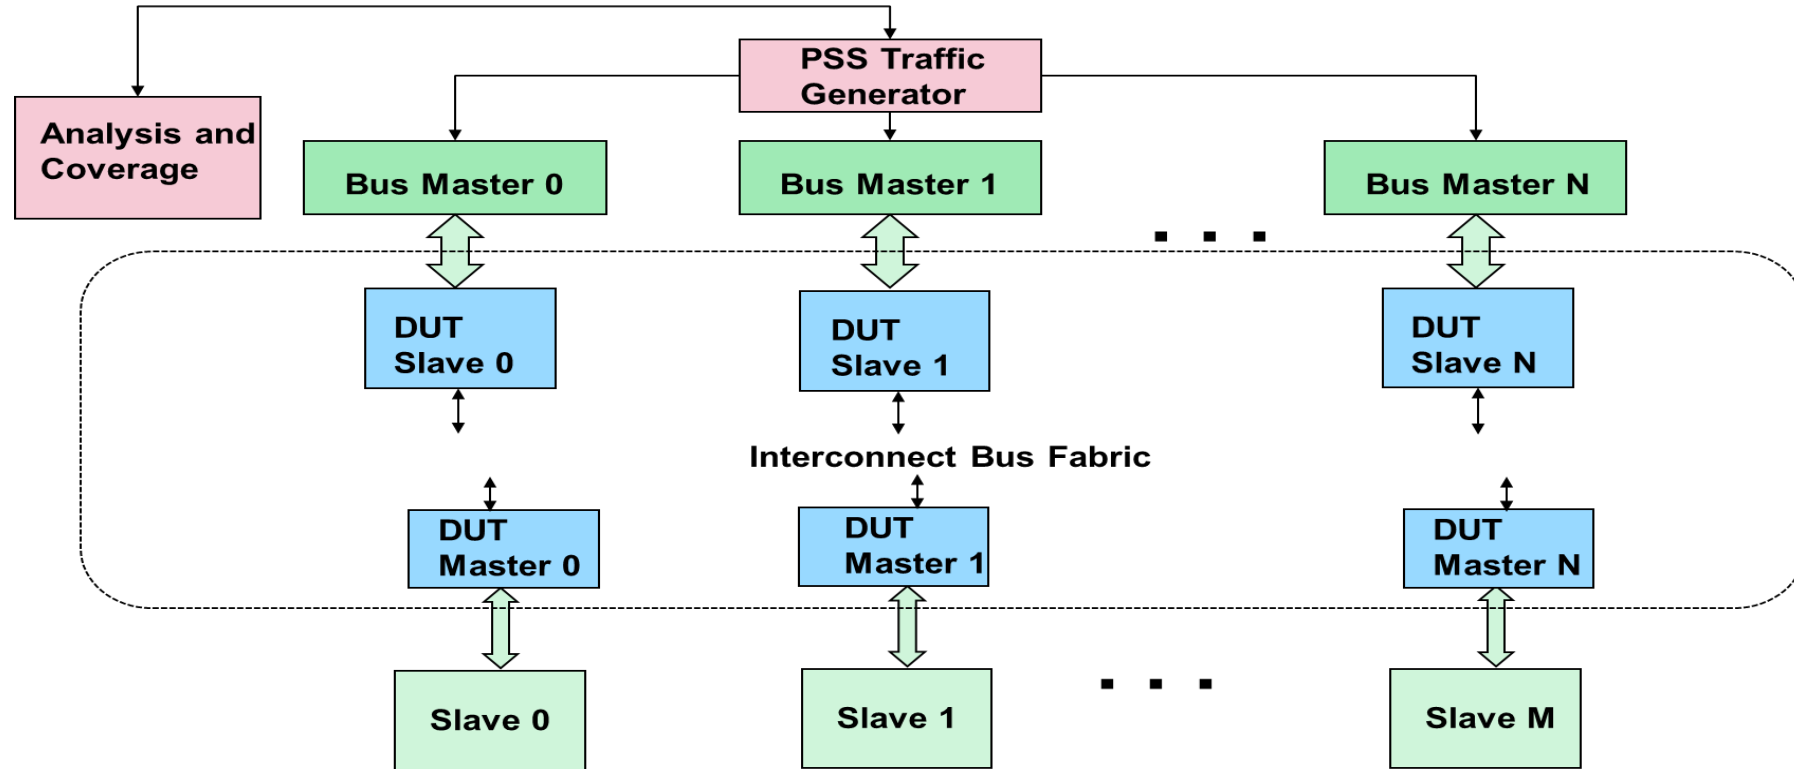 PSS Traffic
Generator
Analysis and
Coverage
Bus Master 0
Bus Master 1
Bus Master N
DUT
Slave 0
DUT
Slave 1
DUT
Slave N
Interconnect Bus Fabric
DUT
Master 0
DUT
Master 1
DUT
Master N
Slave 0
Slave 1
Slave M